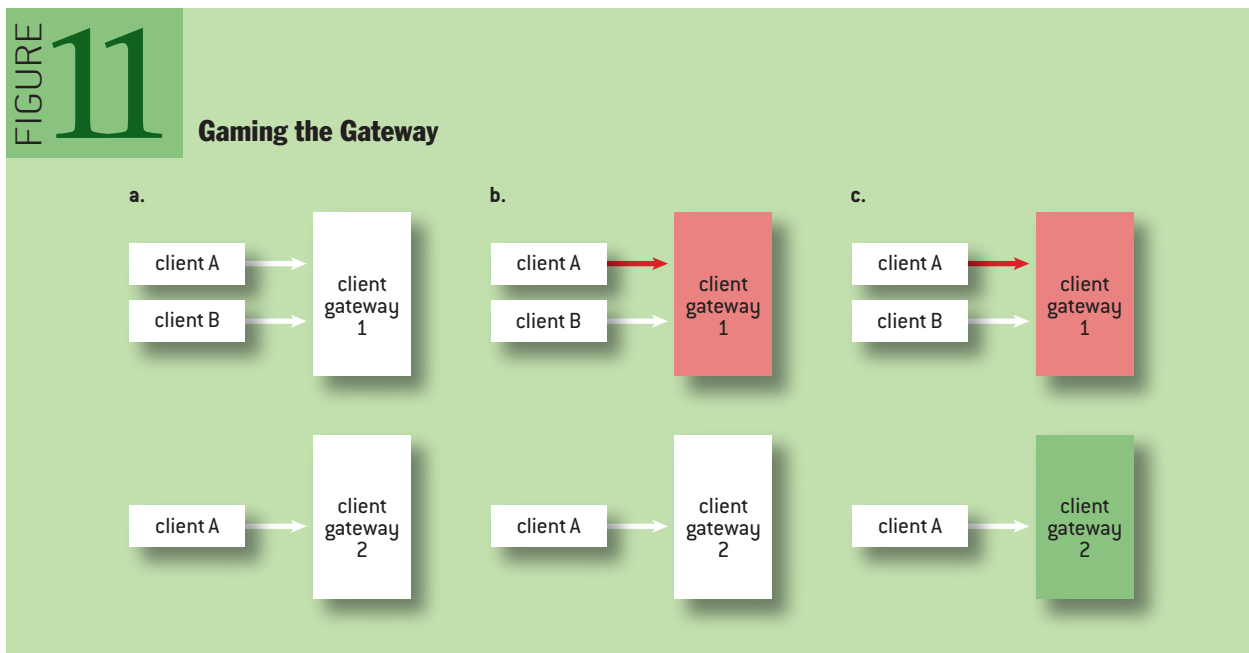 FIGURE
11
Gaming the Gateway
a.
client A
client B
client
gateway
1
client A
client
gateway
2
b.
client A
client B
client
gateway
1
client A
client
gateway
2
c.
client A
client B
client
gateway
1
client A
client
gateway
2